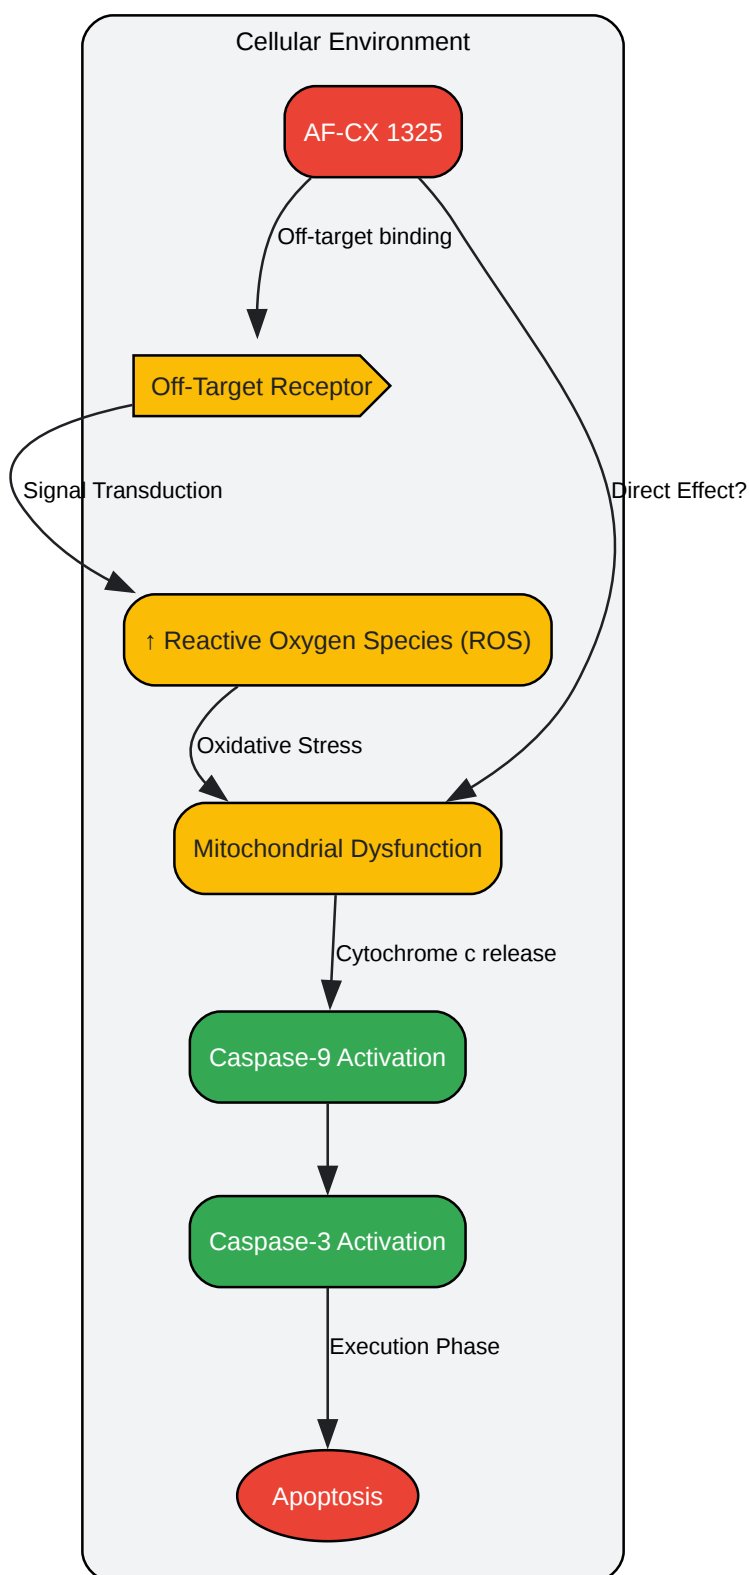 Cellular Environment
AF-CX 1325
Off-target binding
Off-Target Receptor
Signal Transduction
Direct Effect?
↑ Reactive Oxygen Species (ROS)
Oxidative Stress
Mitochondrial Dysfunction
Cytochrome c release
Caspase-9 Activation
Caspase-3 Activation
Execution Phase
Apoptosis